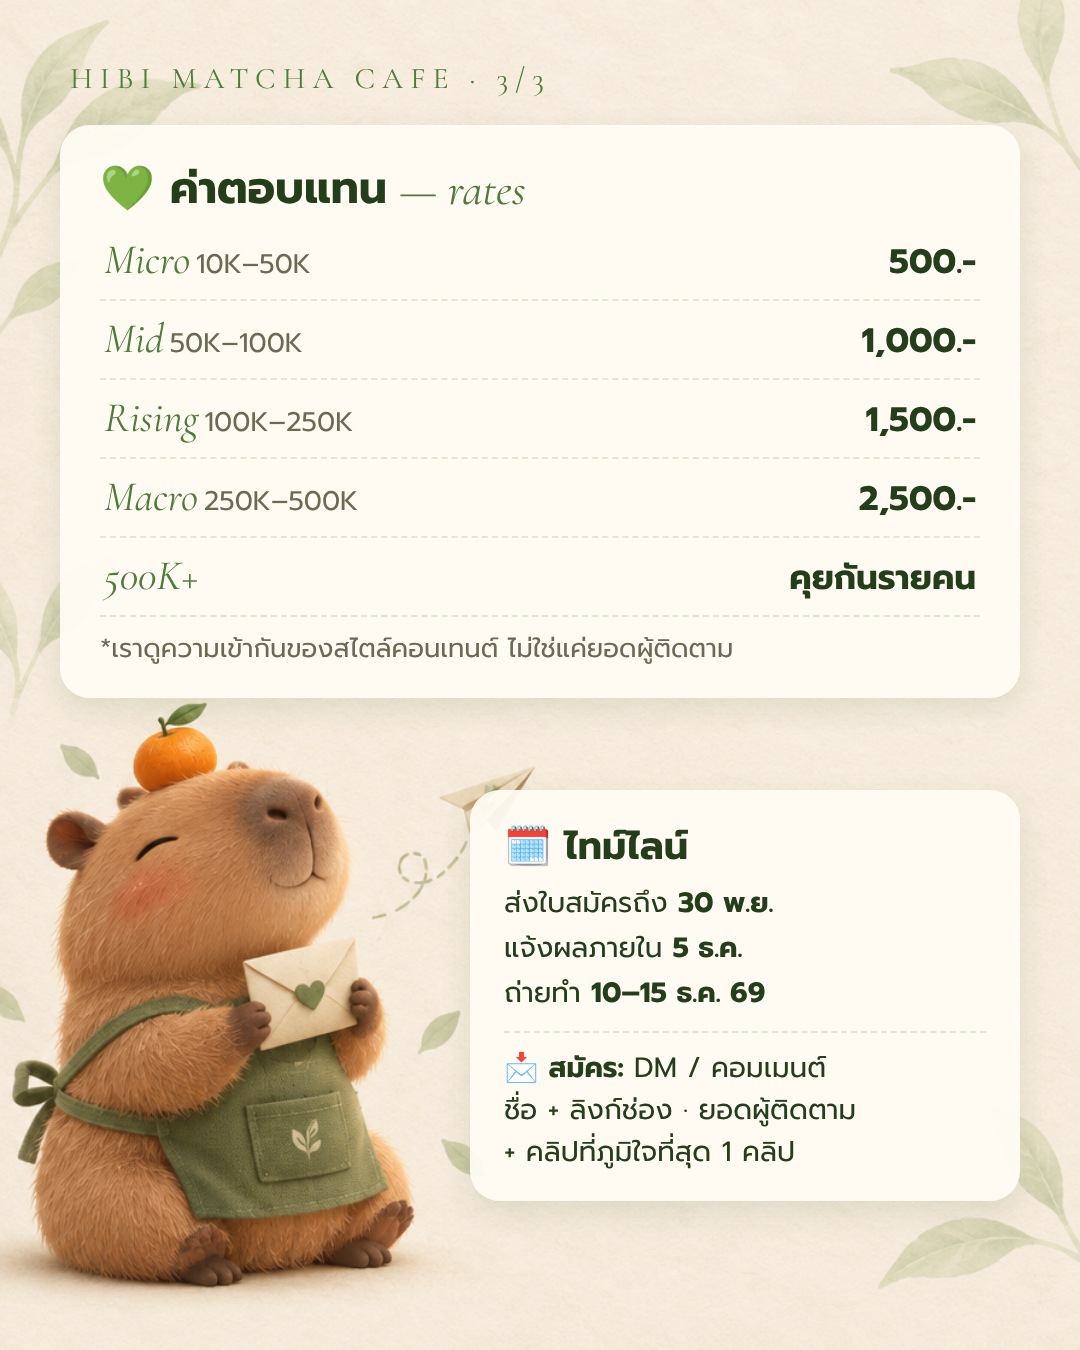 HIBI MATCHA CAFE · 3/3
💚 ค่าตอบแทน — rates
Micro 10K–50K 500.-
Mid 50K–100K 1,000.-
Rising 100K–250K 1,500.-
Macro 250K–500K 2,500.-
500K+ คุยกันรายคน
*เราดูความเข้ากันของสไตล์คอนเทนต์ ไม่ใช่แค่ยอดผู้ติดตาม
🗓️ ไทม์ไลน์
ส่งใบสมัครถึง 30 พ.ย.
แจ้งผลภายใน 5 ธ.ค.
ถ่ายทำ 10–15 ธ.ค. 69
📩 สมัคร: DM / คอมเมนต์
ชื่อ + ลิงก์ช่อง · ยอดผู้ติดตาม
+ คลิปที่ภูมิใจที่สุด 1 คลิป